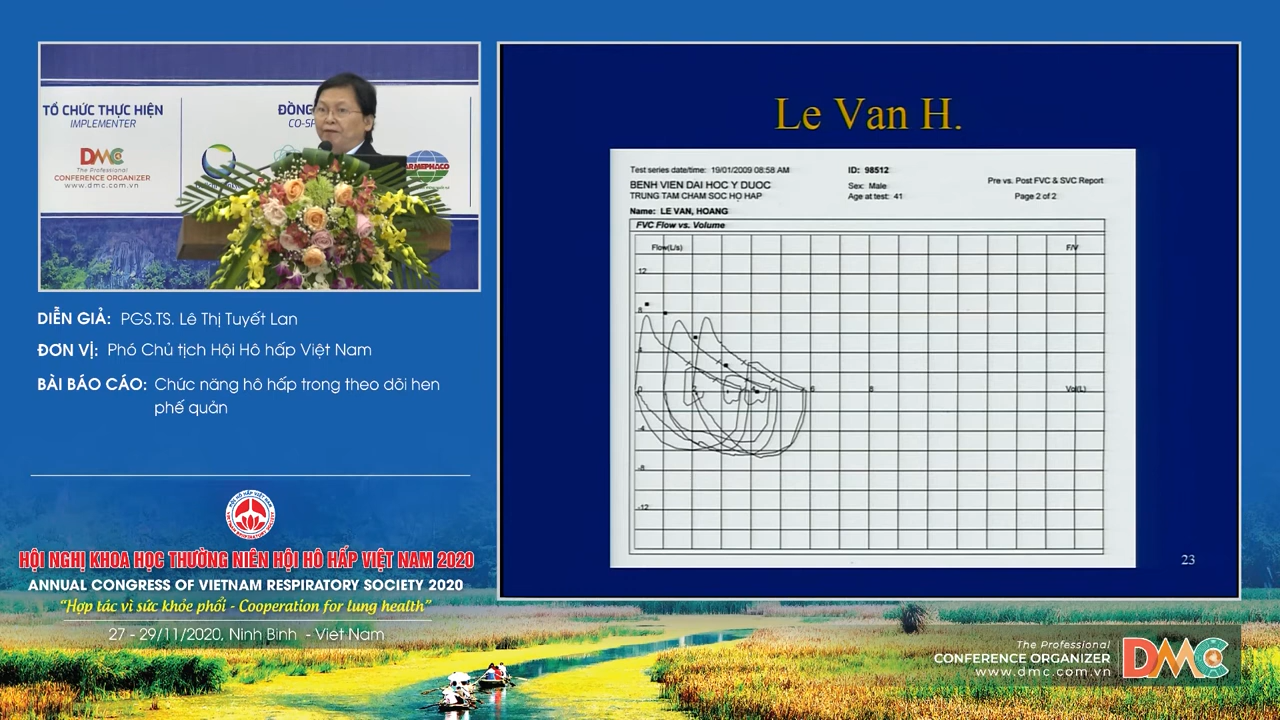 TỔ CHỨC THỰC HIỆN
IMPLEMENTER
DMC
The Professional
CONFERENCE ORGANIZER
www.dmc.com.vn
DIỄN GIẢ: PGS.TS. Lê Thị Tuyết Lan
ĐƠN VỊ: Phó Chủ tịch Hội Hô hấp Việt Nam
BÀI BÁO CÁO: Chức năng hô hấp trong theo dõi hen
phế quản
HỘI NGHỊ KHOA HỌC THƯỜNG NIÊN HỘI HÔ HẤP VIỆT NAM 2020
ANNUAL CONGRESS OF VIETNAM RESPIRATORY SOCIETY 2020
“Hợp tác vì sức khỏe phổi - Cooperation for lung health”
27 - 29/11/2020, Ninh Bình - Viet Nam
Le Van H.
Test series date/time: 19/01/2009 08:58 AM
ID: 98512
BENH VIEN DAI HOC Y DUOC
Sex: Male
Pre vs. Post FVC & SVC Report
TRUNG TAM CHAM SOC HO HAP
Age at test: 41
Page 2 of 2
Name: LE VAN, HOANG
FVC Flow vs. Volume
Flow(L/s)
F/V
12
8
4
0 2 4 6 8 Vol(L)
-4
-8
-12
23
The Professional
CONFERENCE ORGANIZER
www.dmc.com.vn
DMC